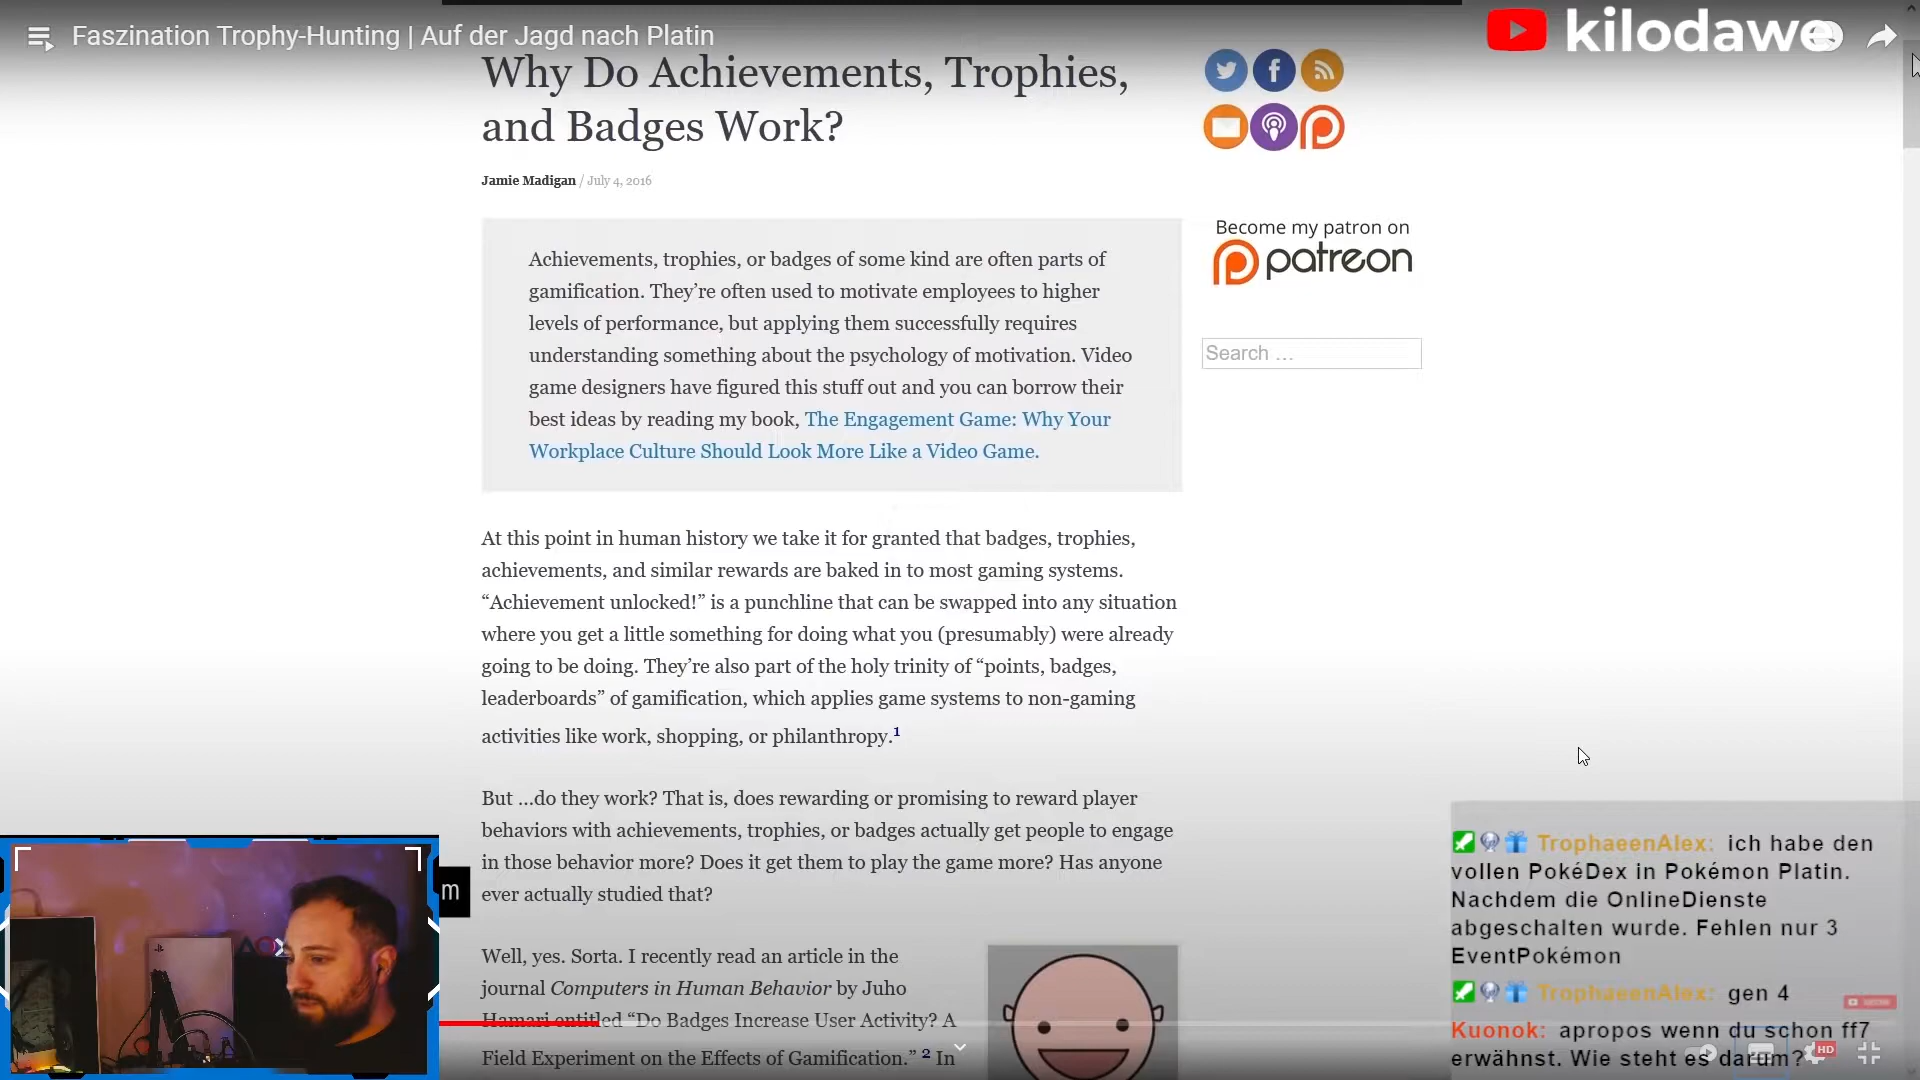 Faszination Trophy-Hunting | Auf der Jagd nach Platin
kilodawe
Why Do Achievements, Trophies,
and Badges Work?
Jamie Madigan / July 4, 2016
Become my patron on
patreon
Search …
Achievements, trophies, or badges of some kind are often parts of
gamification. They’re often used to motivate employees to higher
levels of performance, but applying them successfully requires
understanding something about the psychology of motivation. Video
game designers have figured this stuff out and you can borrow their
best ideas by reading my book, The Engagement Game: Why Your
Workplace Culture Should Look More Like a Video Game.
At this point in human history we take it for granted that badges, trophies,
achievements, and similar rewards are baked in to most gaming systems.
“Achievement unlocked!” is a punchline that can be swapped into any situation
where you get a little something for doing what you (presumably) were already
going to be doing. They’re also part of the holy trinity of “points, badges,
leaderboards” of gamification, which applies game systems to non-gaming
activities like work, shopping, or philanthropy.1
But …do they work? That is, does rewarding or promising to reward player
behaviors with achievements, trophies, or badges actually get people to engage
in those behavior more? Does it get them to play the game more? Has anyone
ever actually studied that?
m
Well, yes. Sorta. I recently read an article in the
journal Computers in Human Behavior by Juho
Hamari entitled “Do Badges Increase User Activity? A
Field Experiment on the Effects of Gamification.” 2 In
TrophaeenAlex: ich habe den
vollen PokéDex in Pokémon Platin.
Nachdem die OnlineDienste
abgeschalten wurde. Fehlen nur 3
EventPokémon
TrophaeenAlex: gen 4
Kuonok: apropos wenn du schon ff7
erwähnst. Wie steht es darum?
HD